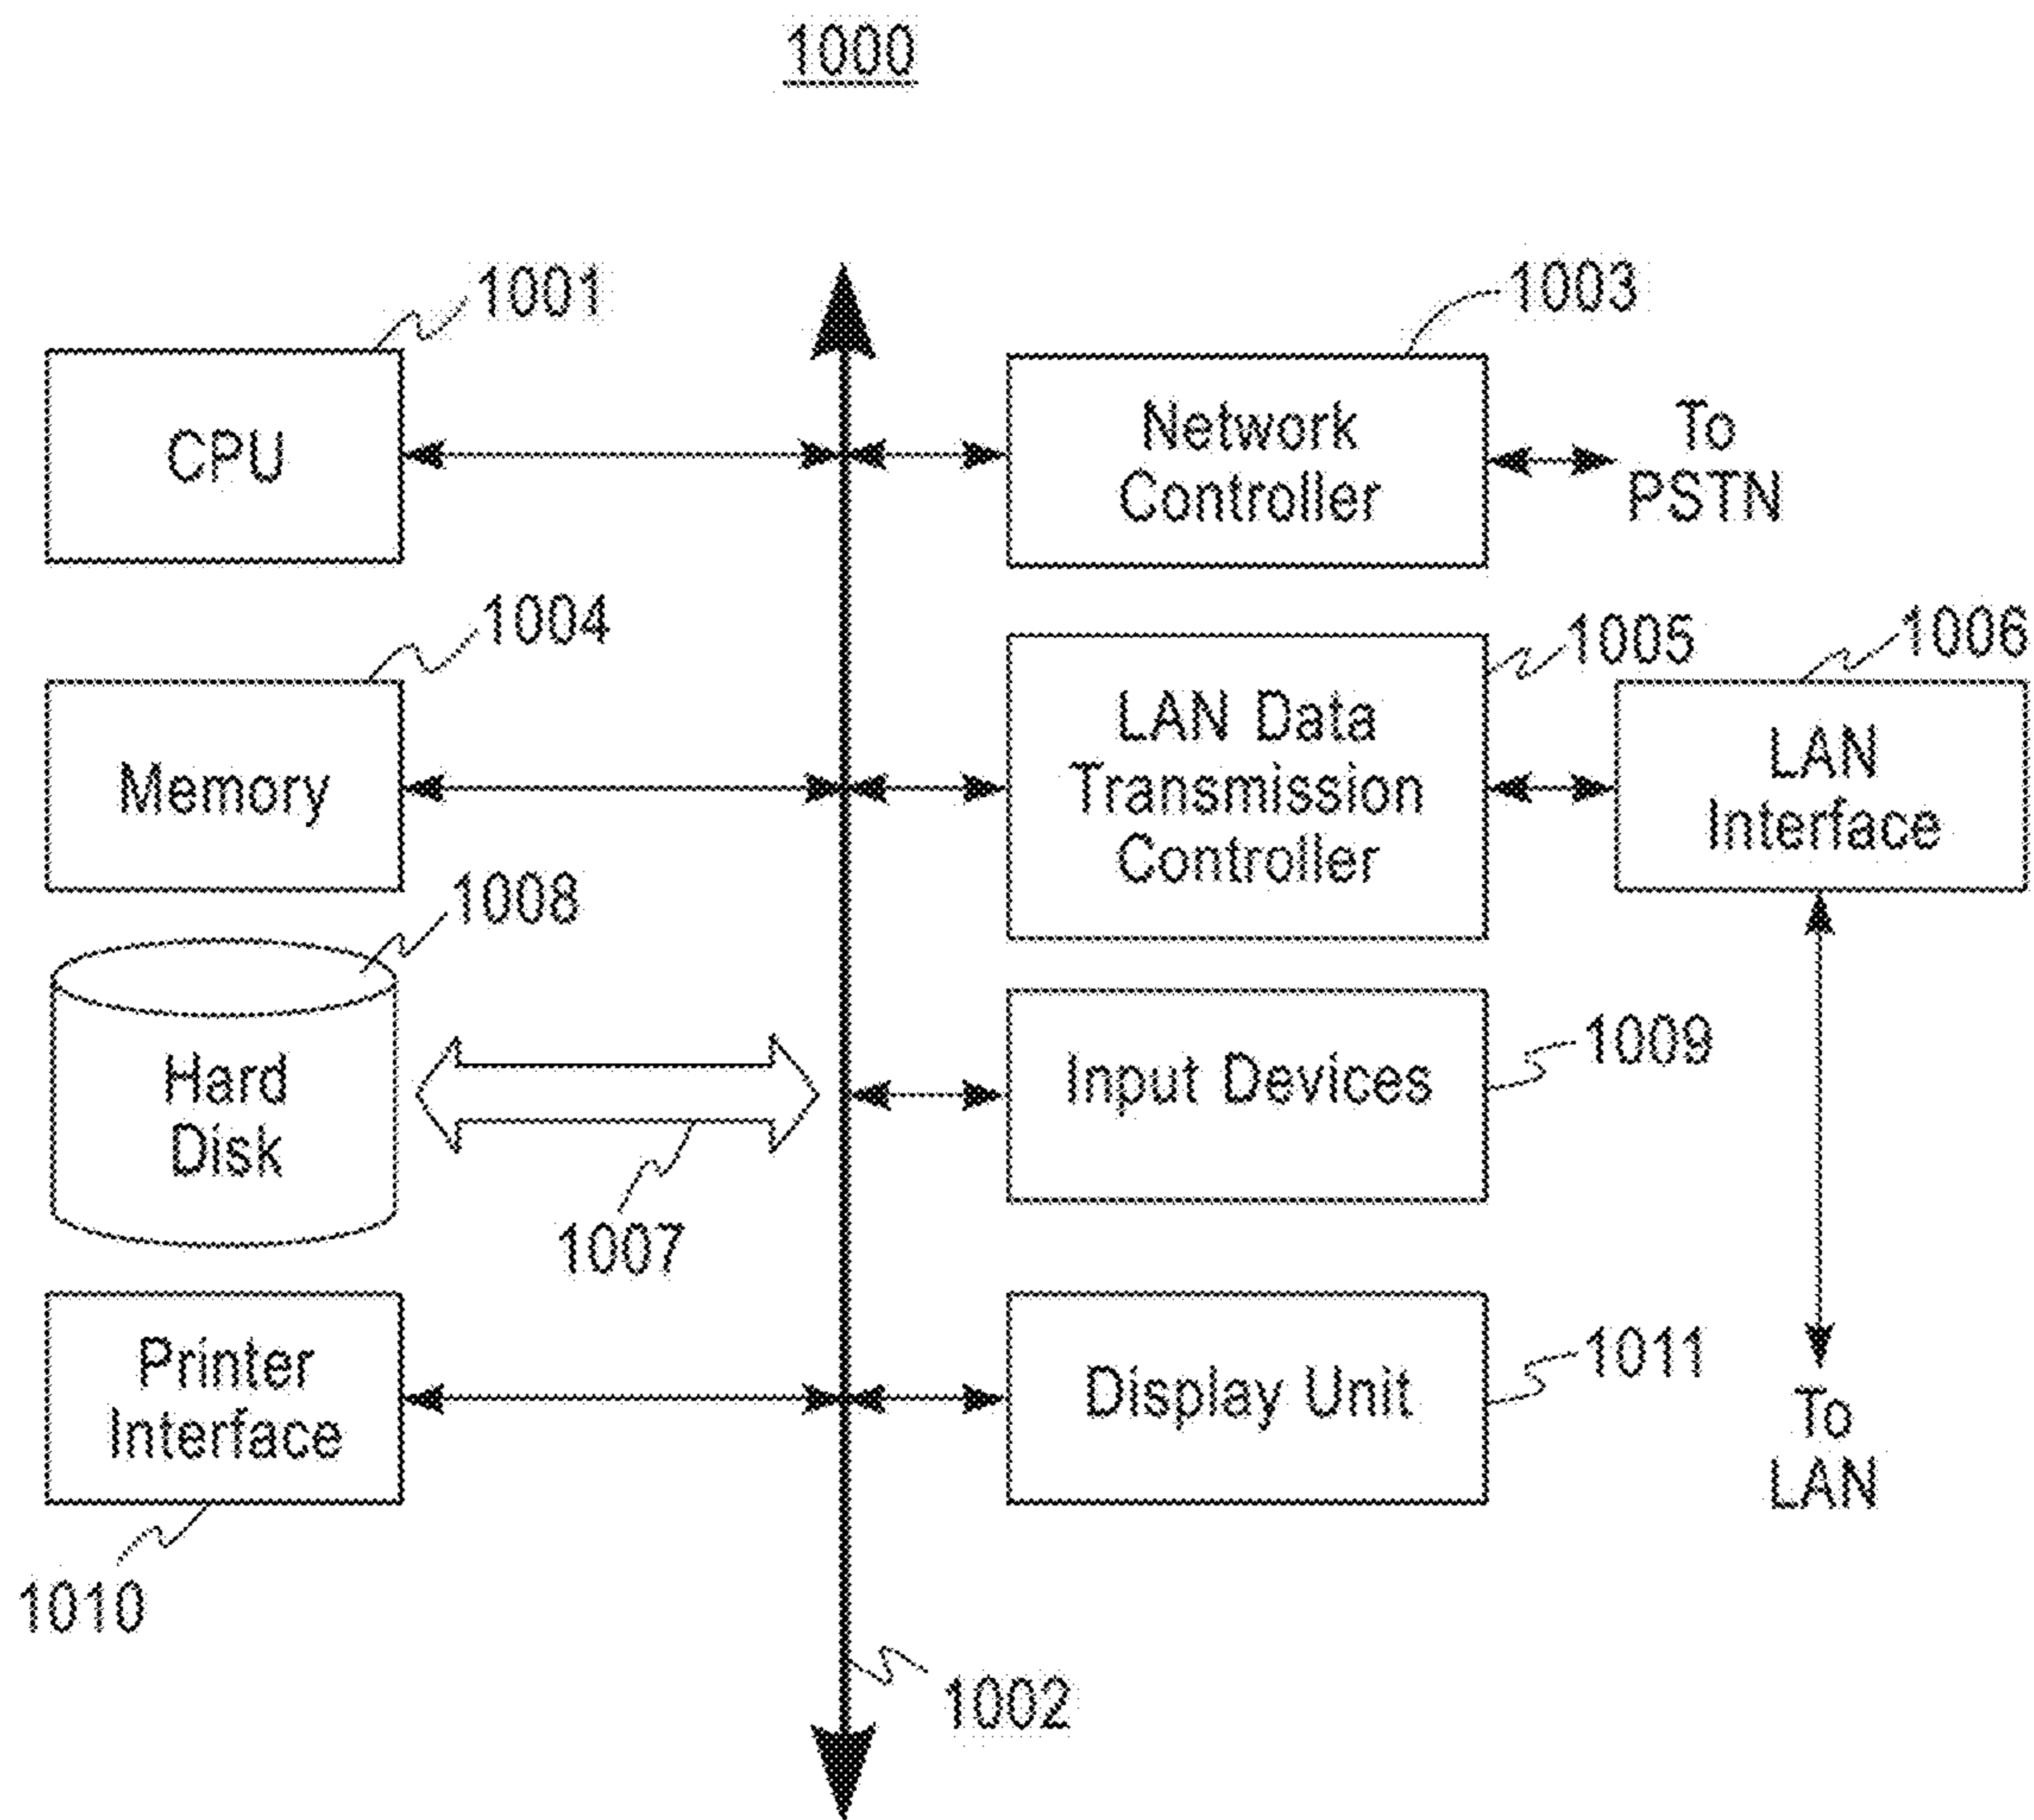 1000
1001
1003
CPU
Network
Controller
To
PSTN
1004
1005
1006
Memory
LAN Data
Transmission
Controller
LAN
Interface
1008
Hard
Disk
1007
Input Devices
1009
Printer
Interface
Display Unit
1011
To
LAN
1010
1002